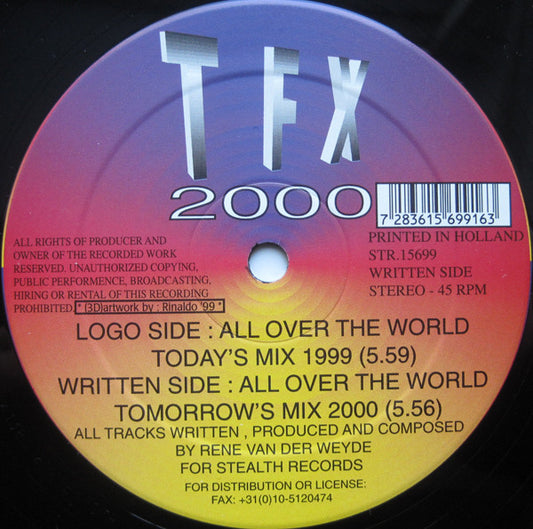 TFX
2000
7 283615 699163
ALL RIGHTS OF PRODUCER AND
OWNER OF THE RECORDED WORK
RESERVED. UNAUTHORIZED COPYING,
PUBLIC PERFORMENCE, BROADCASTING,
HIRING OR RENTAL OF THIS RECORDING
PROHIBITED. * (3D)artwork by : Rinaldo '99 *
PRINTED IN HOLLAND
STR.15699
WRITTEN SIDE
STEREO - 45 RPM
LOGO SIDE : ALL OVER THE WORLD
TODAY'S MIX 1999 (5.59)
WRITTEN SIDE : ALL OVER THE WORLD
TOMORROW'S MIX 2000 (5.56)
ALL TRACKS WRITTEN , PRODUCED AND COMPOSED
BY RENE VAN DER WEYDE
FOR STEALTH RECORDS
FOR DISTRIBUTION OR LICENSE:
FAX: +31(0)10-5120474